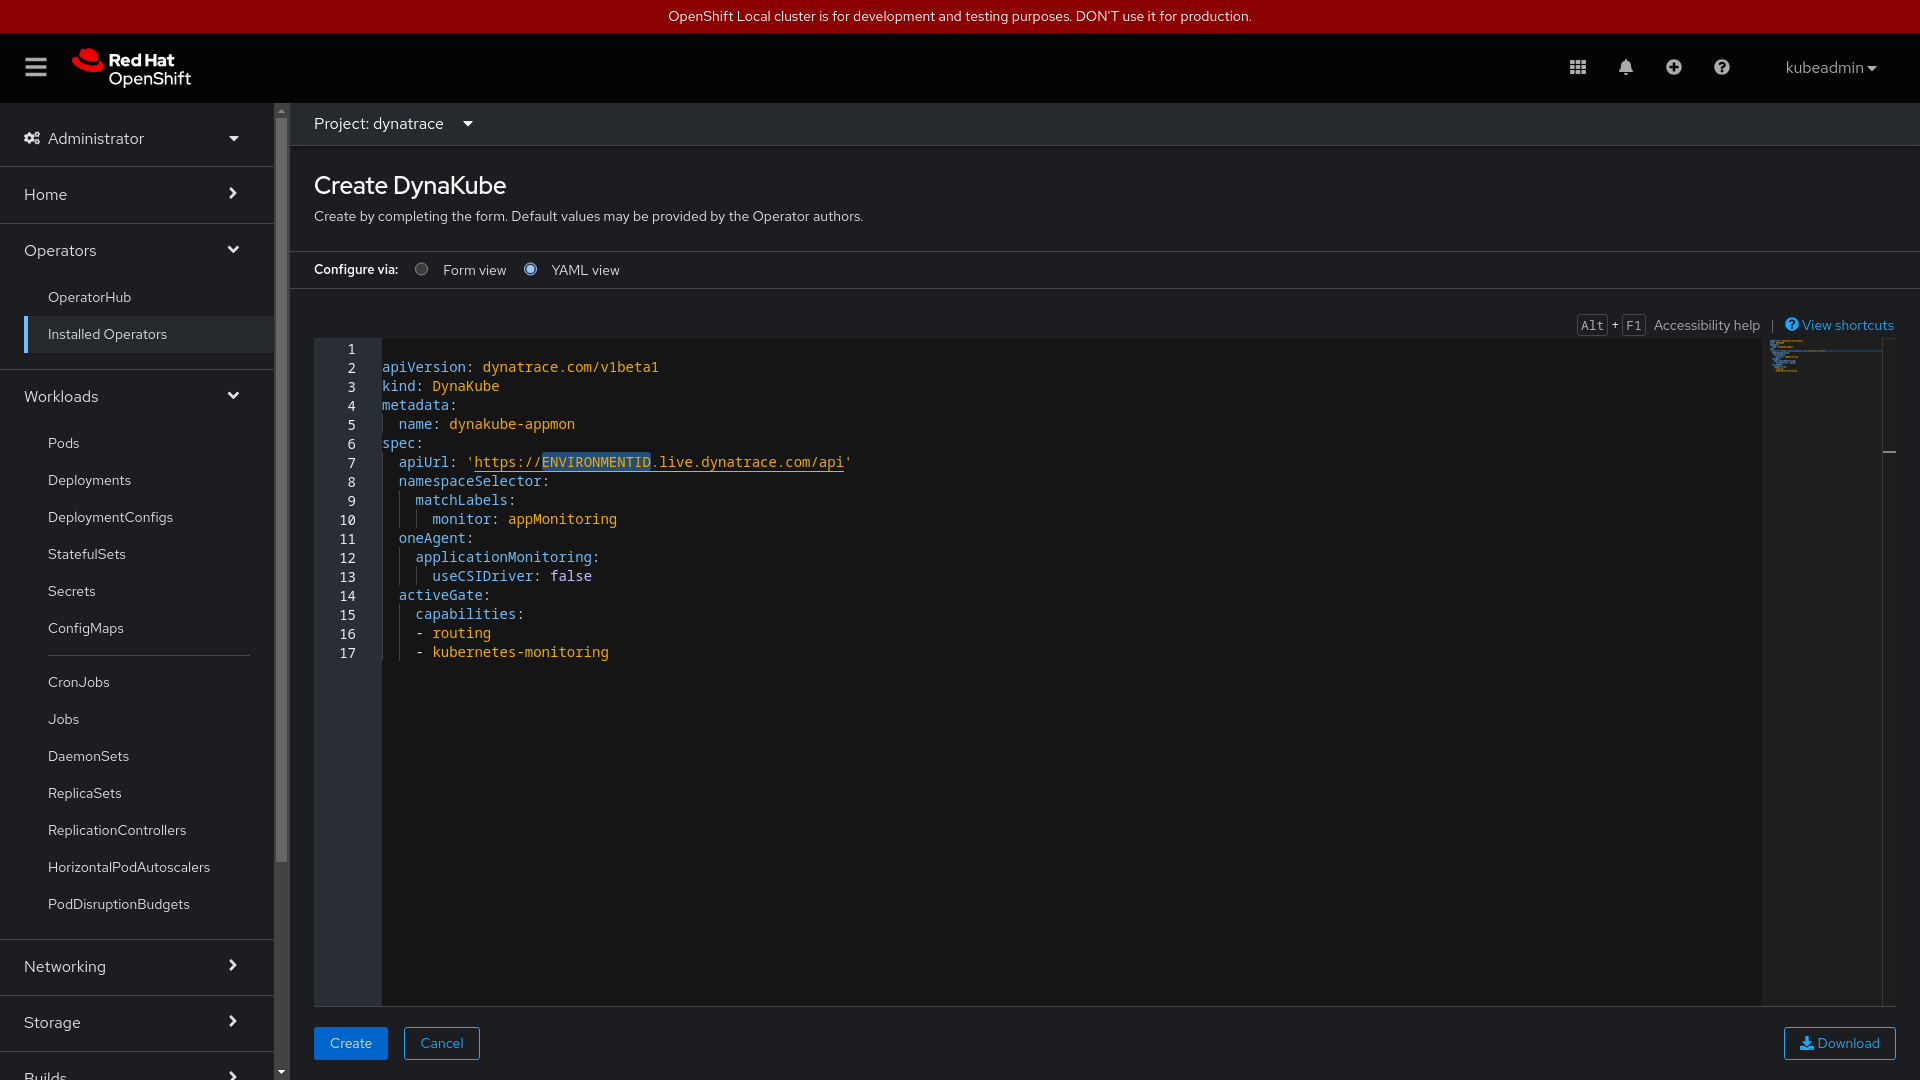 OpenShift Local cluster is for development and testing purposes. DON'T use it for production.
Red Hat
OpenShift
kubeadmin
Administrator
Home
Operators
OperatorHub
Installed Operators
Workloads
Pods
Deployments
DeploymentConfigs
StatefulSets
Secrets
ConfigMaps
CronJobs
Jobs
DaemonSets
ReplicaSets
ReplicationControllers
HorizontalPodAutoscalers
PodDisruptionBudgets
Networking
Storage
Builds
Project: dynatrace
Create DynaKube
Create by completing the form. Default values may be provided by the Operator authors.
Configure via: Form view YAML view
Alt + F1 Accessibility help | View shortcuts
1
2 apiVersion: dynatrace.com/v1beta1
3 kind: DynaKube
4 metadata:
5   name: dynakube-appmon
6 spec:
7   apiUrl: 'https://ENVIRONMENTID.live.dynatrace.com/api'
8   namespaceSelector:
9     matchLabels:
10       monitor: appMonitoring
11   oneAgent:
12     applicationMonitoring:
13       useCSIDriver: false
14   activeGate:
15     capabilities:
16     - routing
17     - kubernetes-monitoring
Create Cancel Download